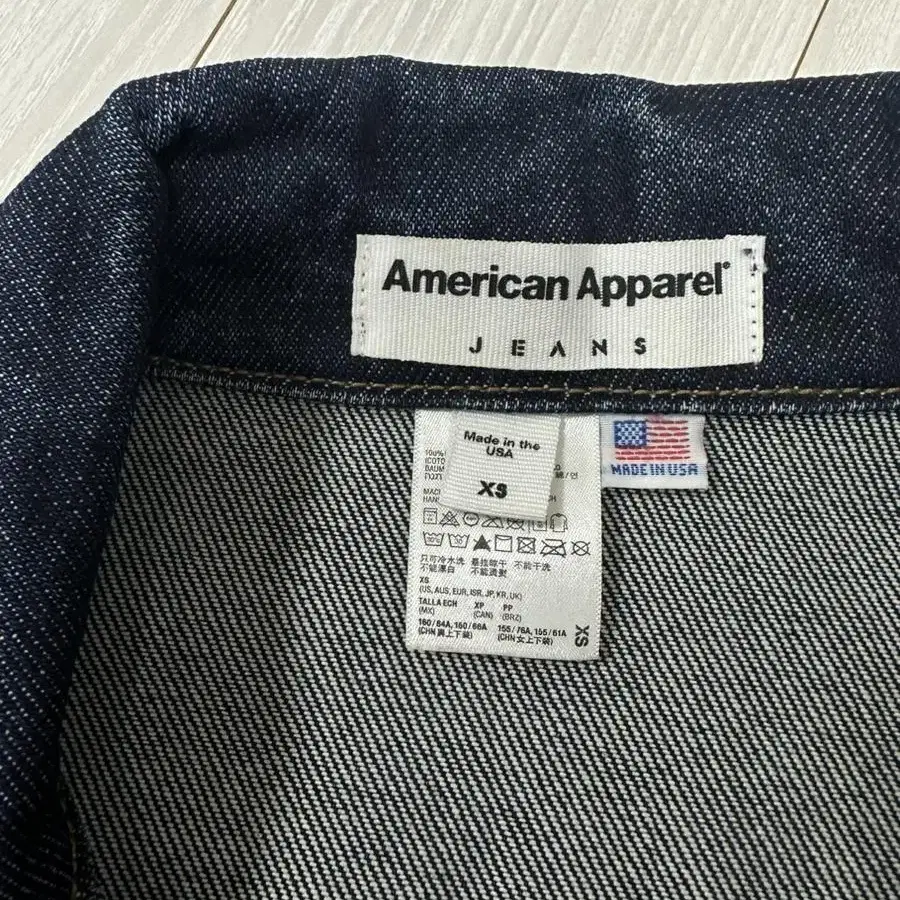 American Apparel®
JEANS
Made in the
USA
XS
MADE IN USA
100%
BAUM
只可冷水洗 悬挂晾干 不能干洗
不能漂白 不能烫熨
XS
(US, AUS, EUR, ISR, JP, KR, UK)
TALLA ECH XP PP
(MX) (CAN) (BRZ)
160/84A, 160/66A 155/76A, 155/61A
(CHN 男上下装) (CHN 女上下装)
XS